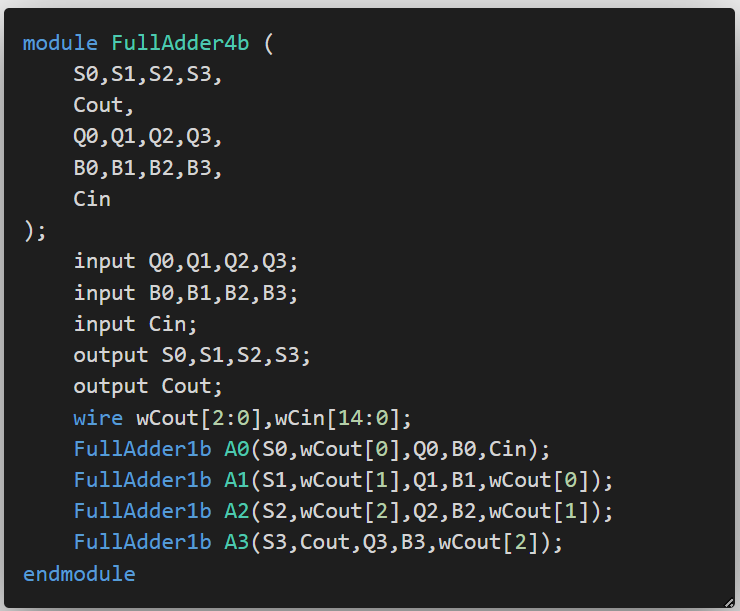 module FullAdder4b (
    S0,S1,S2,S3,
    Cout,
    Q0,Q1,Q2,Q3,
    B0,B1,B2,B3,
    Cin
);
    input Q0,Q1,Q2,Q3;
    input B0,B1,B2,B3;
    input Cin;
    output S0,S1,S2,S3;
    output Cout;
    wire wCout[2:0],wCin[14:0];
    FullAdder1b A0(S0,wCout[0],Q0,B0,Cin);
    FullAdder1b A1(S1,wCout[1],Q1,B1,wCout[0]);
    FullAdder1b A2(S2,wCout[2],Q2,B2,wCout[1]);
    FullAdder1b A3(S3,Cout,Q3,B3,wCout[2]);
endmodule